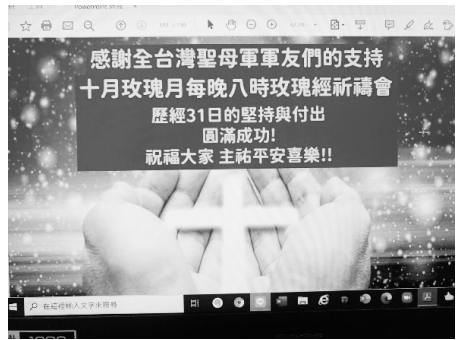 感謝全台灣聖母軍軍友們的支持
十月玫瑰月每晚八時玫瑰經祈禱會
歷經31日的堅持與付出
圓滿成功!
祝福大家 主祐平安喜樂!!
在這裡輸入文字來搜尋